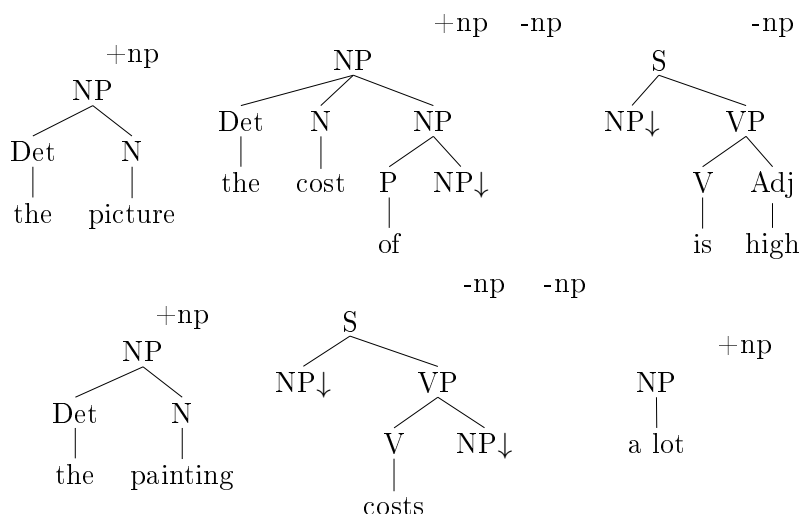 +np -np
+np NP S -np
NP Det N NP NP↓ VP
Det N the cost P NP↓ V Adj
the picture of is high
-np -np
+np S +np
NP NP↓ VP NP
Det N V NP↓ a lot
the painting costs